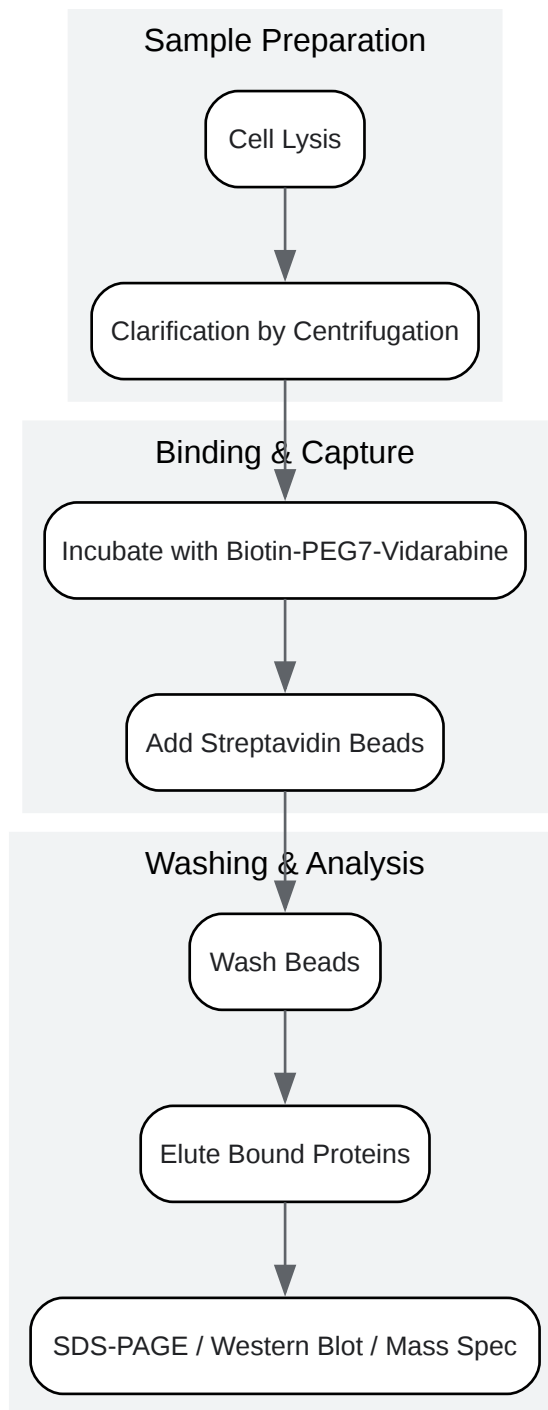 Sample Preparation
Cell Lysis
Clarification by Centrifugation
Binding & Capture
Incubate with Biotin-PEG7-Vidarabine
Add Streptavidin Beads
Washing & Analysis
Wash Beads
Elute Bound Proteins
SDS-PAGE / Western Blot / Mass Spec